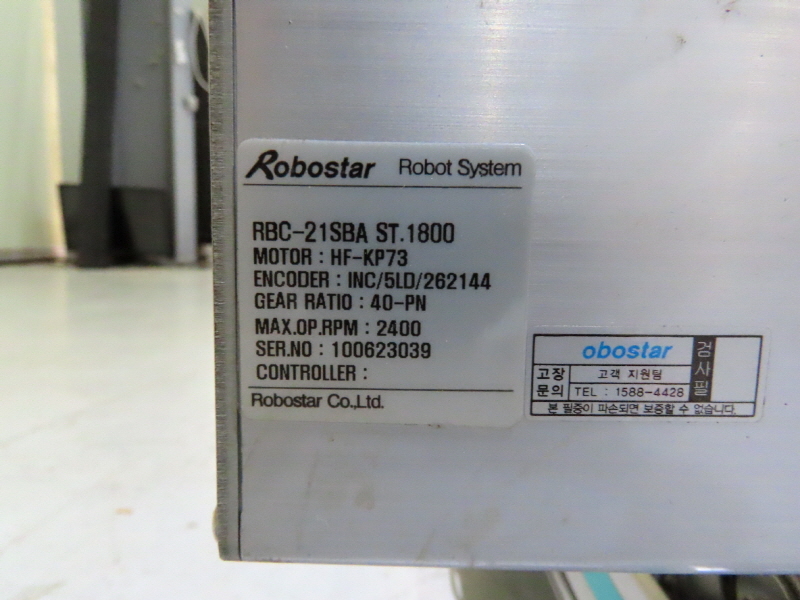 Robostar Robot System
RBC-21SBA ST.1800
MOTOR : HF-KP73
ENCODER : INC/5LD/262144
GEAR RATIO : 40-PN
MAX.OP.RPM : 2400
SER.NO : 100623039
CONTROLLER :
Robostar Co.,Ltd.
obostar
고장
문의
고객 지원팀
TEL : 1588-4428
검사필
본 필증이 파손되면 보증할 수 없습니다.